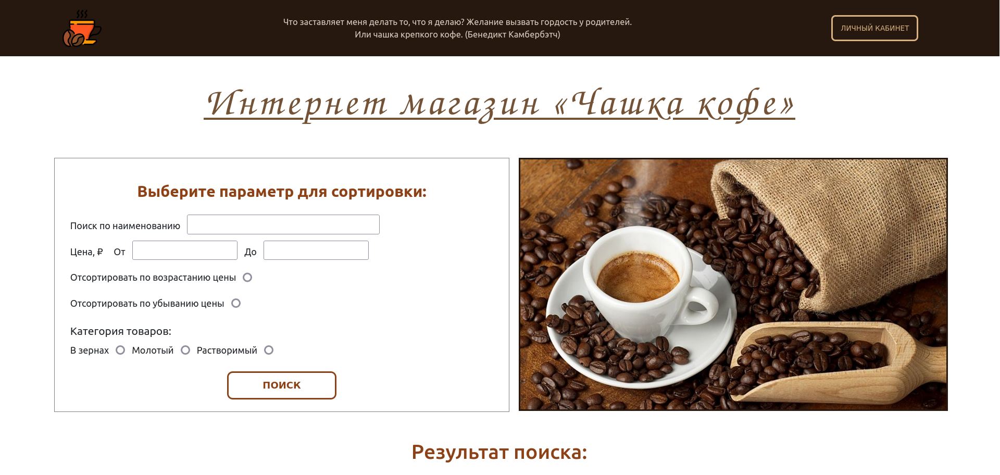 Что заставляет меня делать то, что я делаю? Желание вызвать гордость у родителей.
Или чашка крепкого кофе. (Бенедикт Камбербэтч)
ЛИЧНЫЙ КАБИНЕТ
Интернет магазин «Чашка кофе»
Выберите параметр для сортировки:
Поиск по наименованию
Цена, ₽ От До
Отсортировать по возрастанию цены
Отсортировать по убыванию цены
Категория товаров:
В зернах Молотый Растворимый
ПОИСК
Результат поиска: